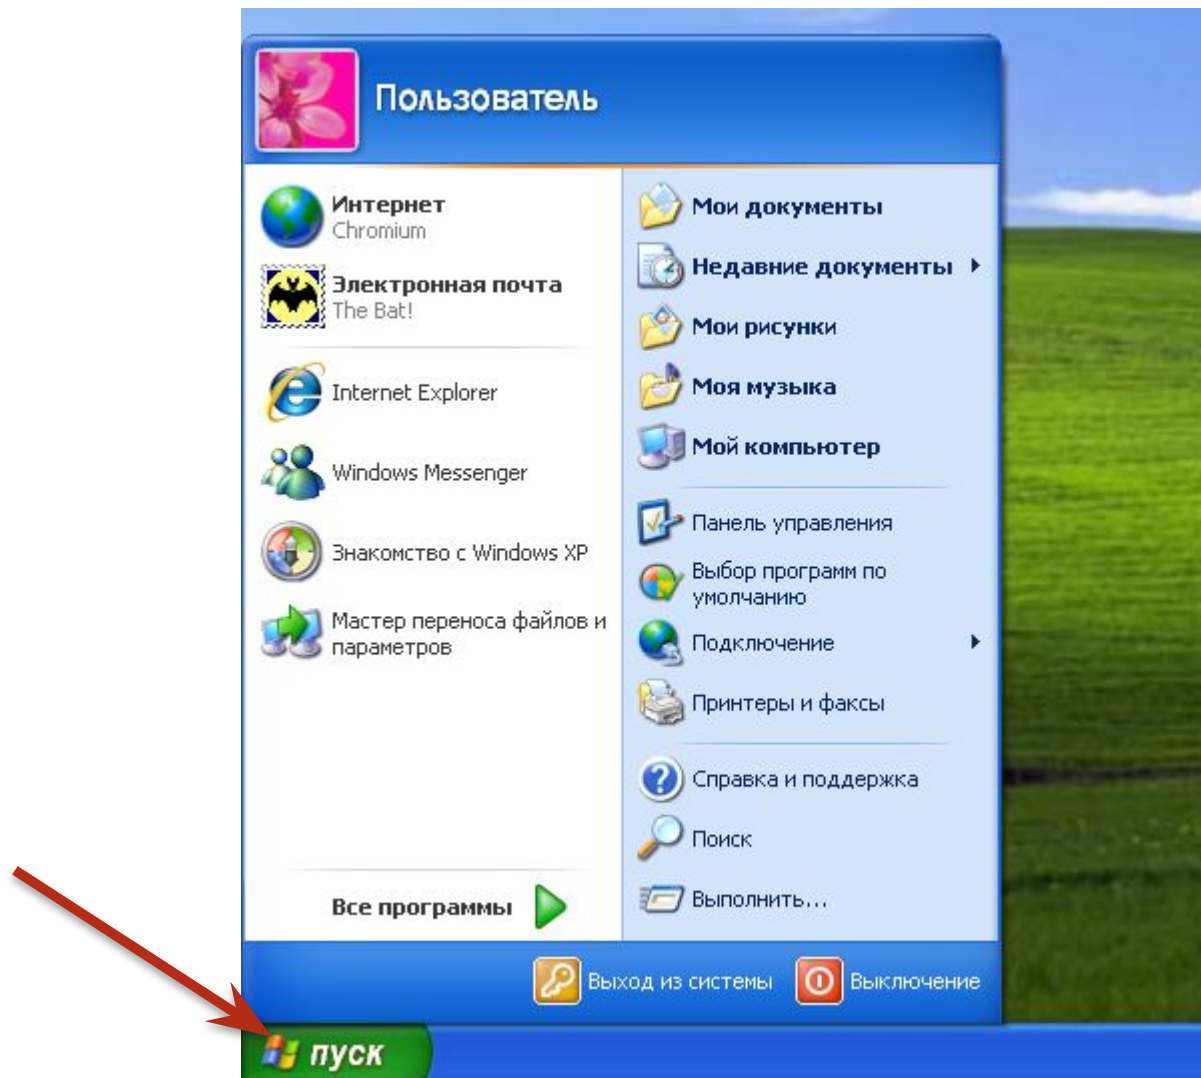 Пользователь
Интернет
Chromium
Электронная почта
The Bat!
Internet Explorer
Windows Messenger
Знакомство с Windows XP
Мастер переноса файлов и
параметров
Все программы
Мои документы
Недавние документы
Мои рисунки
Моя музыка
Мой компьютер
Панель управления
Выбор программ по
умолчанию
Подключение
Принтеры и факсы
Справка и поддержка
Поиск
Выполнить...
Выход из системы
Выключение
пуск